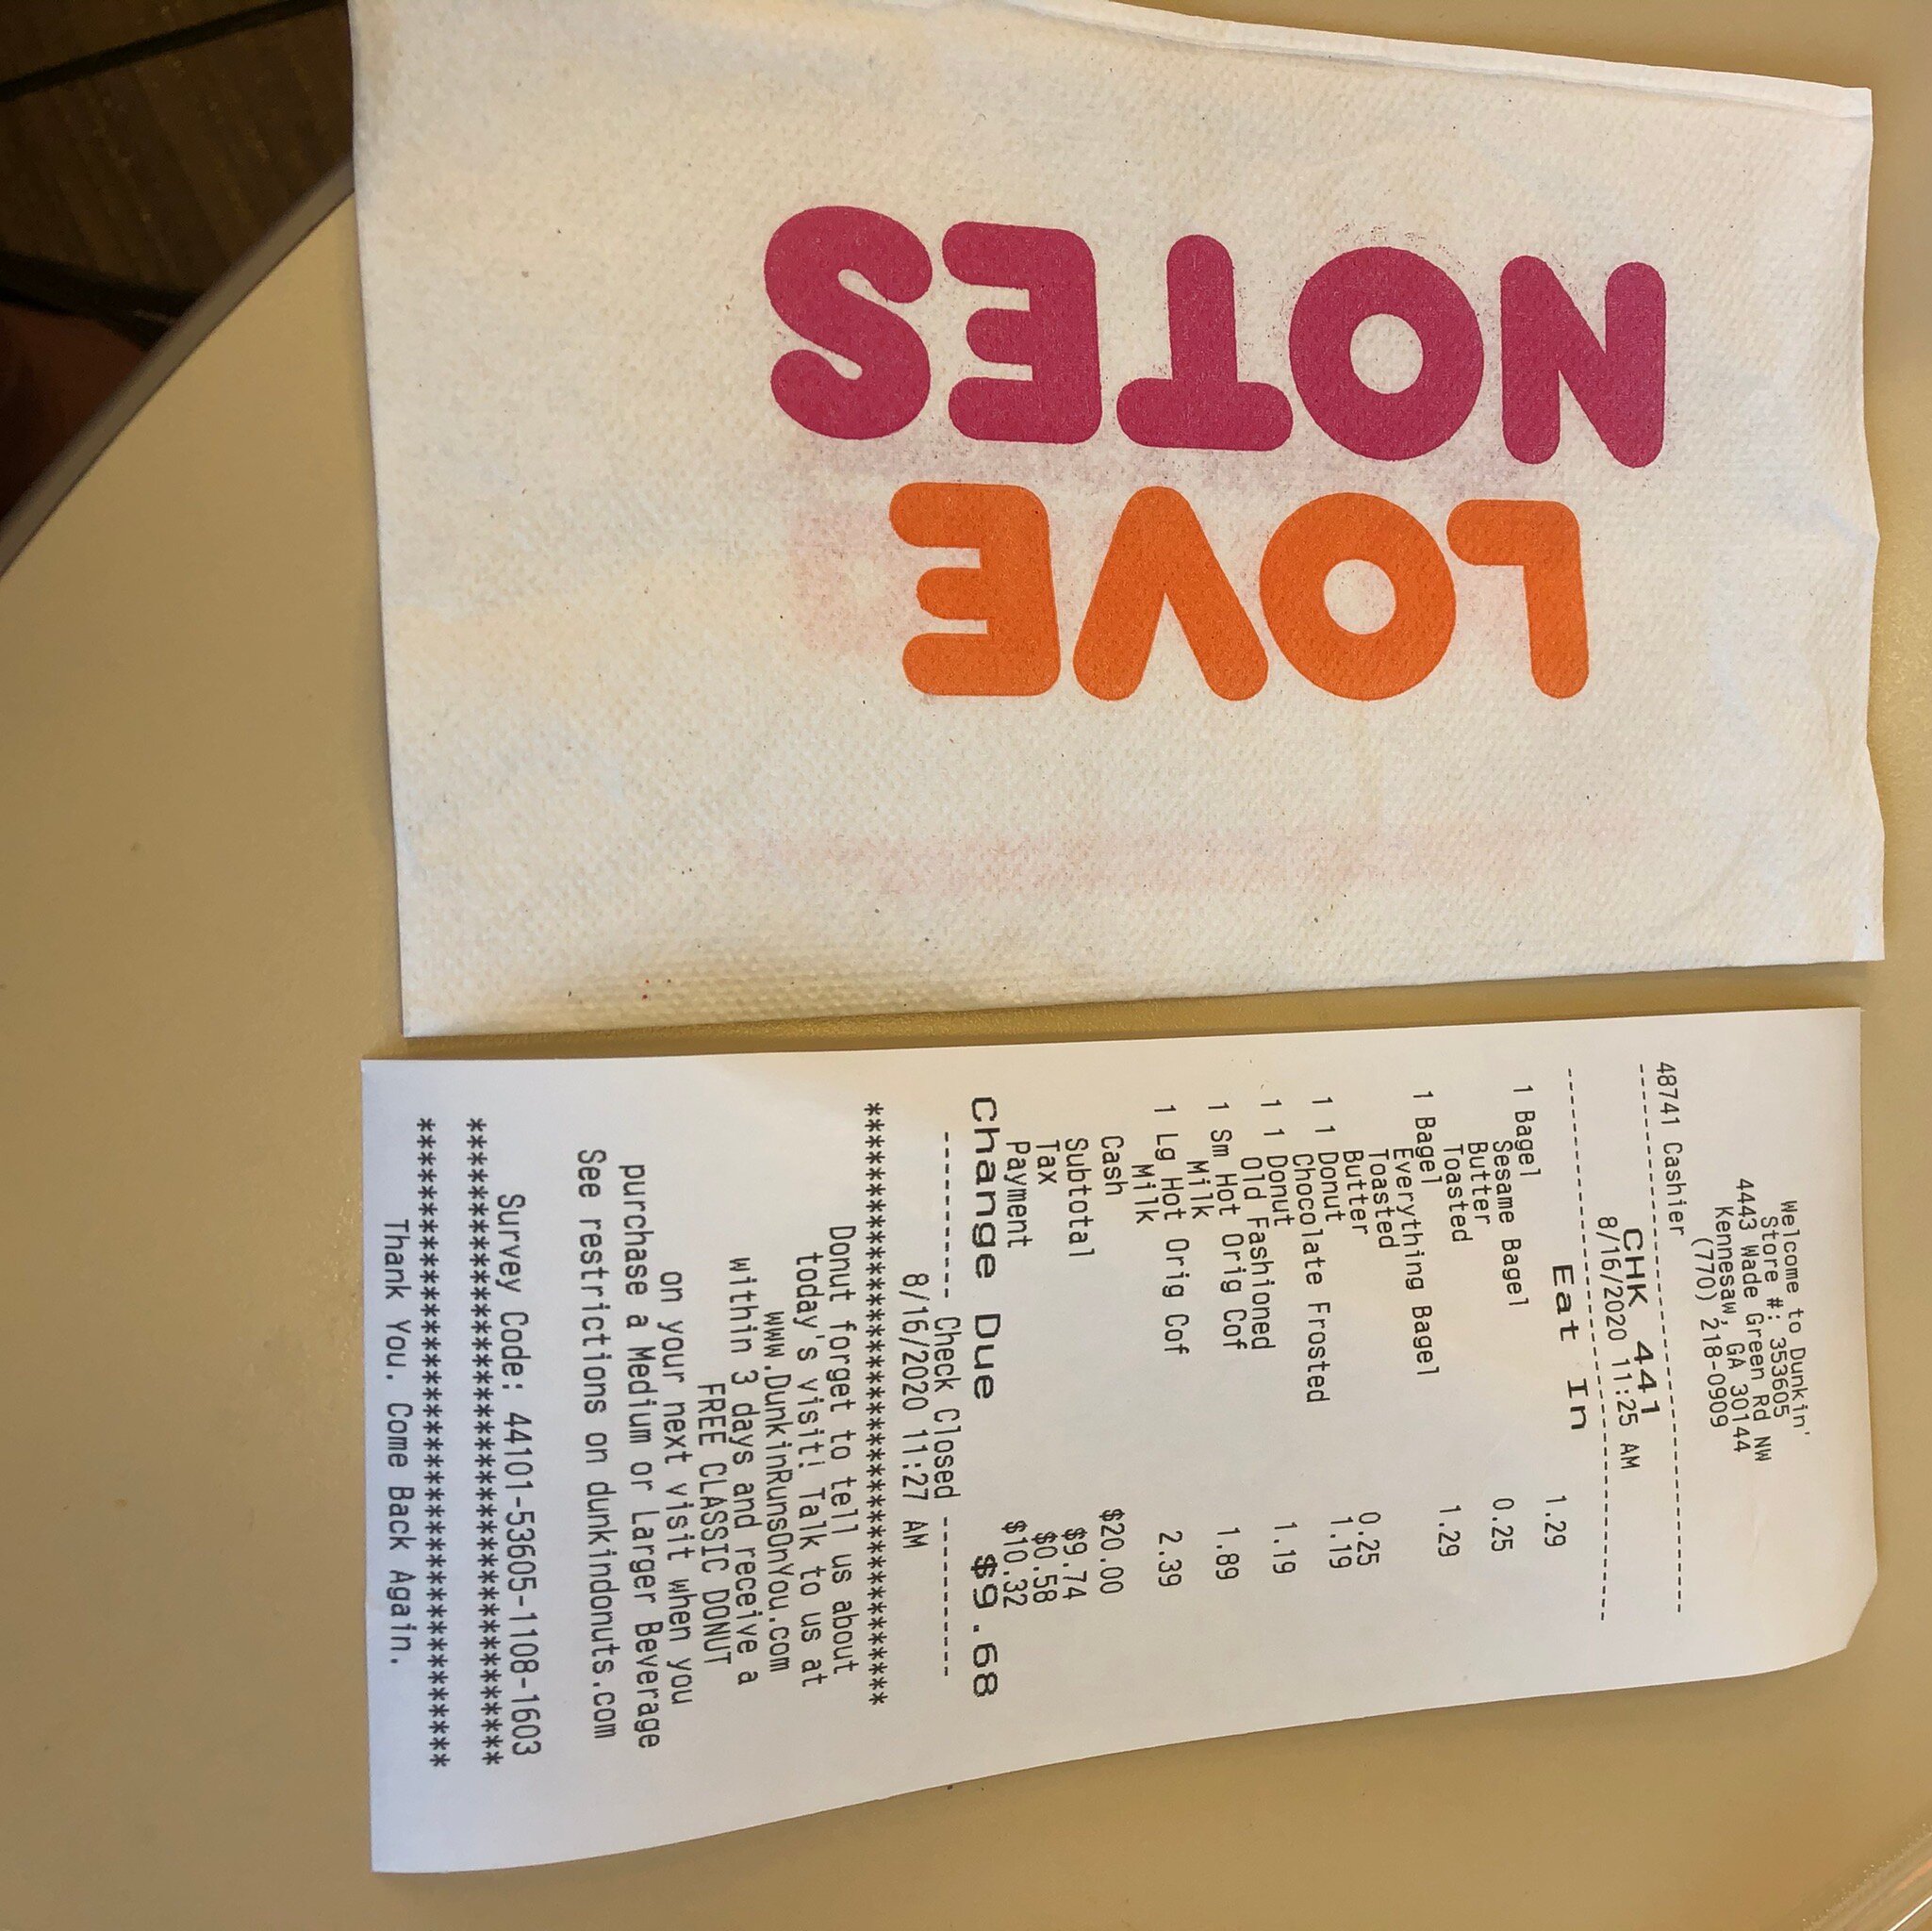 LOVE
NOTES
Welcome to Dunkin'
Store #: 353605
4443 Wade Green Rd NW
Kennesaw, GA 30144
(770) 218-0909
48741 Cashier
--------------------------------------
CHK 441
8/16/2020 11:25 AM
--------------------------------------
Eat In
1 Bagel 1.29
Sesame Bagel
Butter 0.25
Toasted
1 Bagel 1.29
Everything Bagel
Toasted
Butter 0.25
1 1 Donut 1.19
Chocolate Frosted
1 1 Donut 1.19
Old Fashioned
1 Sm Hot Orig Cof 1.89
Milk
1 Lg Hot Orig Cof 2.39
Milk
Cash $20.00
Subtotal $9.74
Tax $0.58
Payment $10.32
Change Due $9.68
------------ Check Closed ------------
8/16/2020 11:27 AM
****************************************
Donut forget to tell us about
today's visit! Talk to us at
www.DunkinRunsOnYou.com
within 3 days and receive a
FREE CLASSIC DONUT
on your next visit when you
purchase a Medium or Larger Beverage
See restrictions on dunkindonuts.com
Survey Code: 44101-53605-1108-1603
****************************************
****************************************
Thank You. Come Back Again.